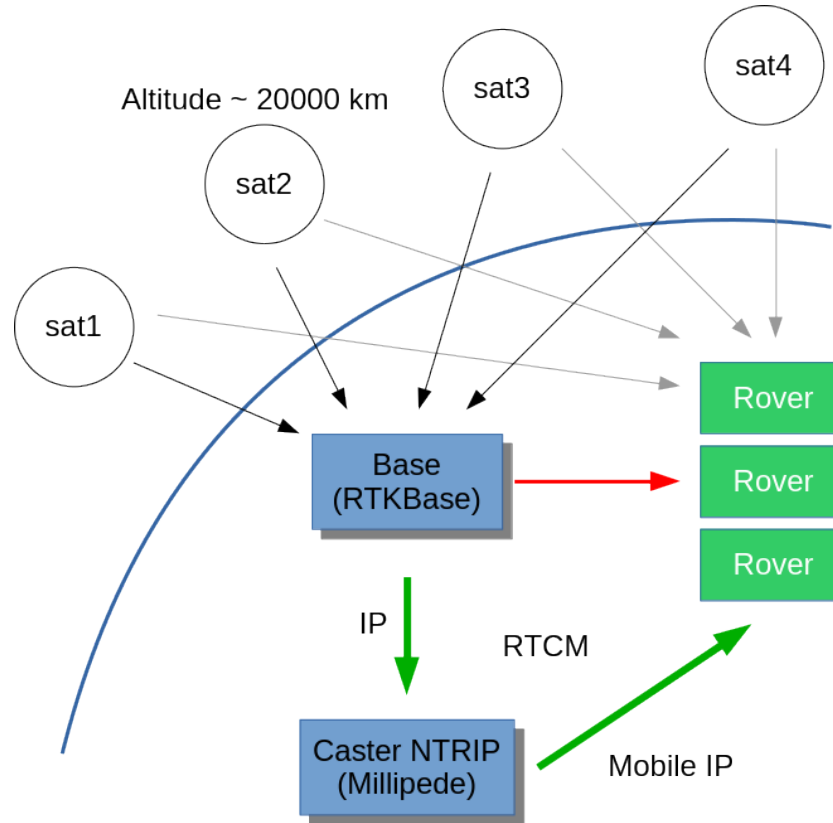 sat4
sat3
Altitude ~ 20000 km
sat2
sat1
Rover
Base
(RTKBase)
Rover
Rover
IP
RTCM
Caster NTRIP
(Millipede)
Mobile IP